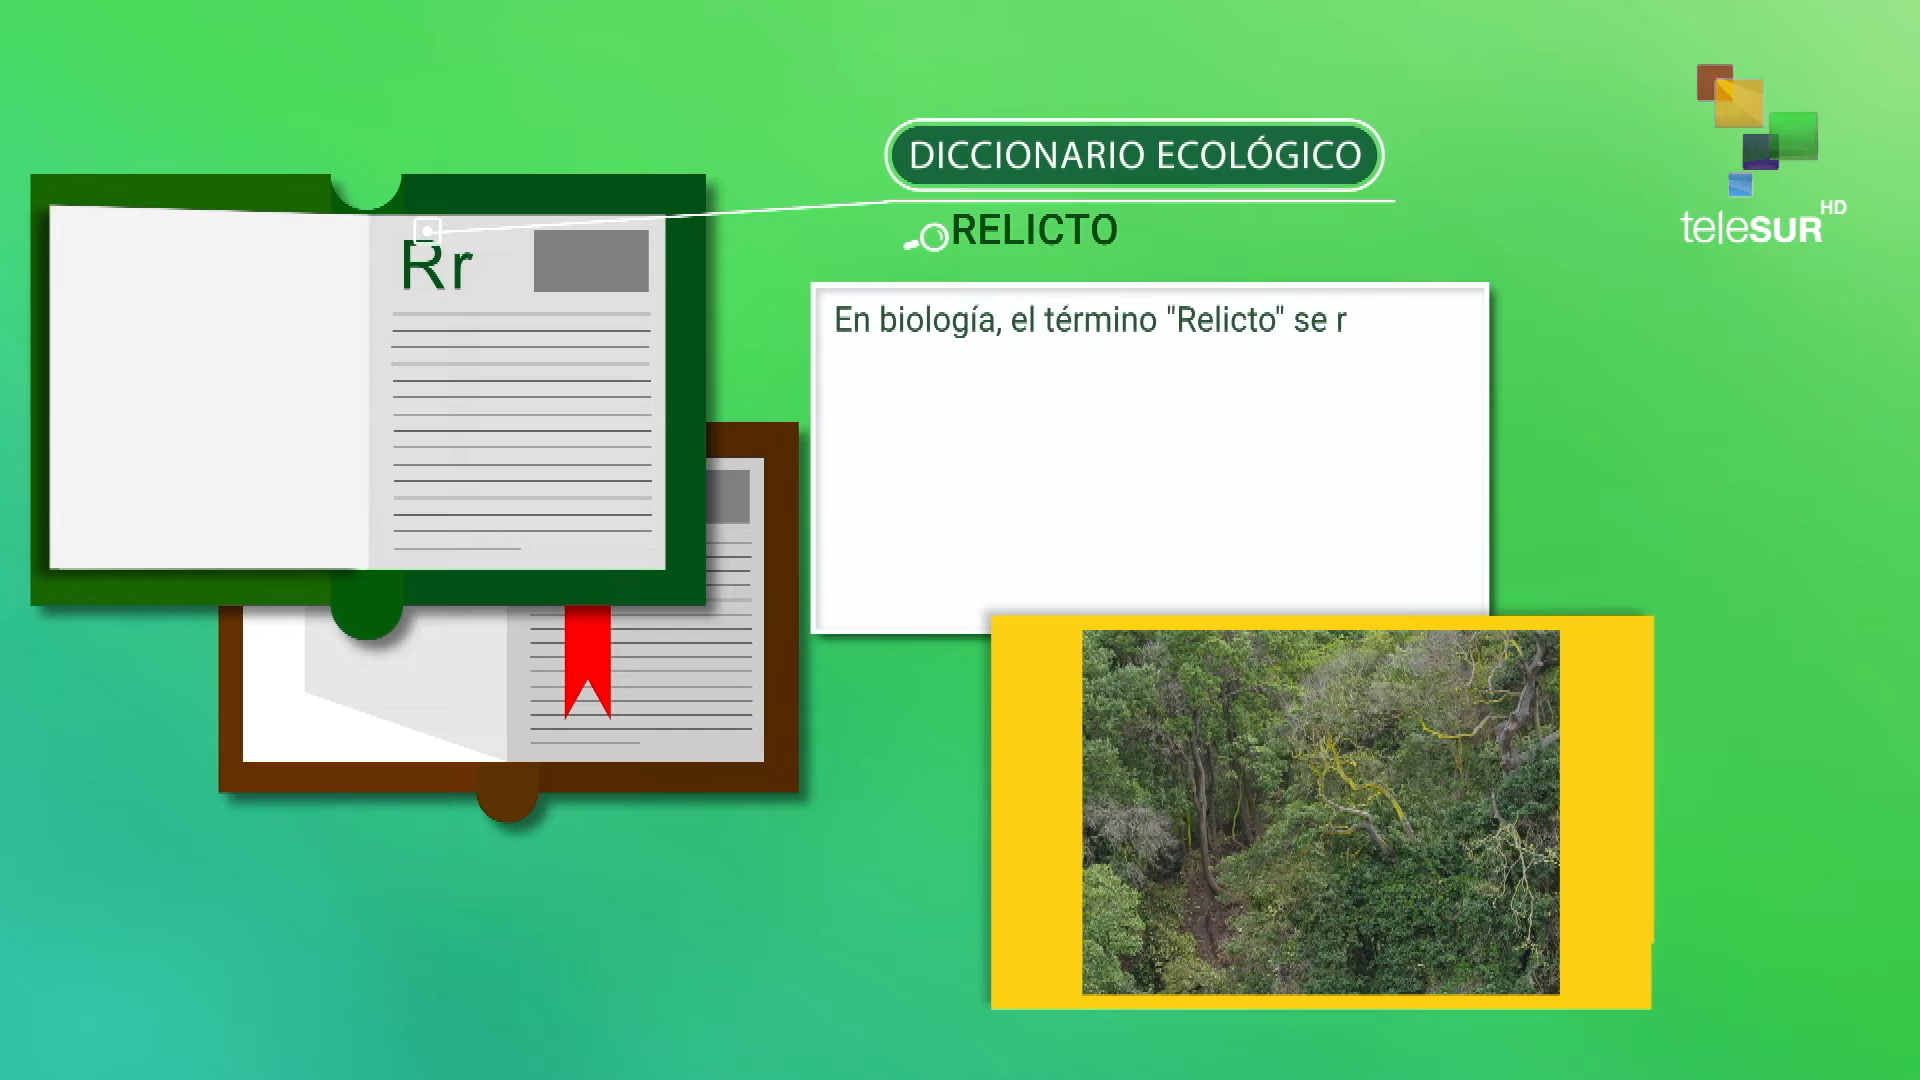 DICCIONARIO ECOLÓGICO
RELICTO
Rr
En biología, el término "Relicto" se r
teleSUR HD